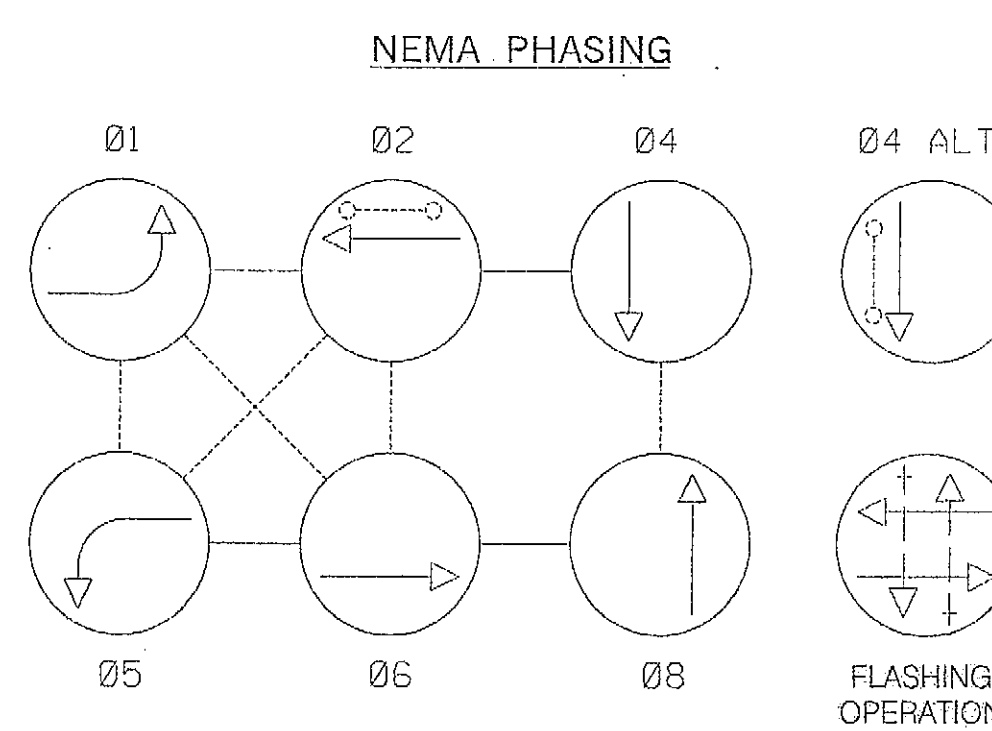 NEMA PHASING
Ø1 Ø2 Ø4 Ø4 ALT
Ø5 Ø6 Ø8
FLASHING
OPERATION